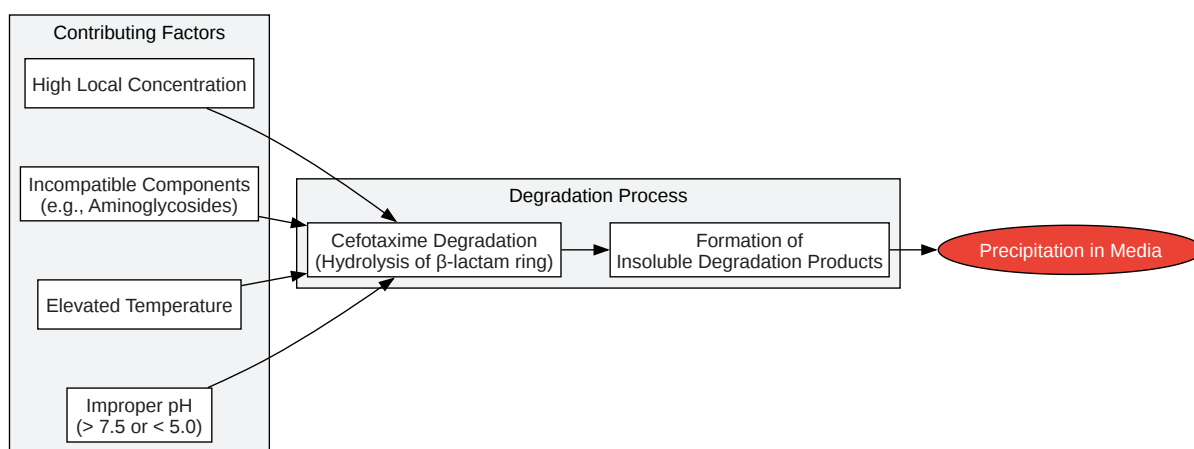 Contributing Factors
High Local Concentration
Incompatible Components
(e.g., Aminoglycosides)
Elevated Temperature
Improper pH
(> 7.5 or < 5.0)
Degradation Process
Cefotaxime Degradation
(Hydrolysis of β-lactam ring)
Formation of
Insoluble Degradation Products
Precipitation in Media